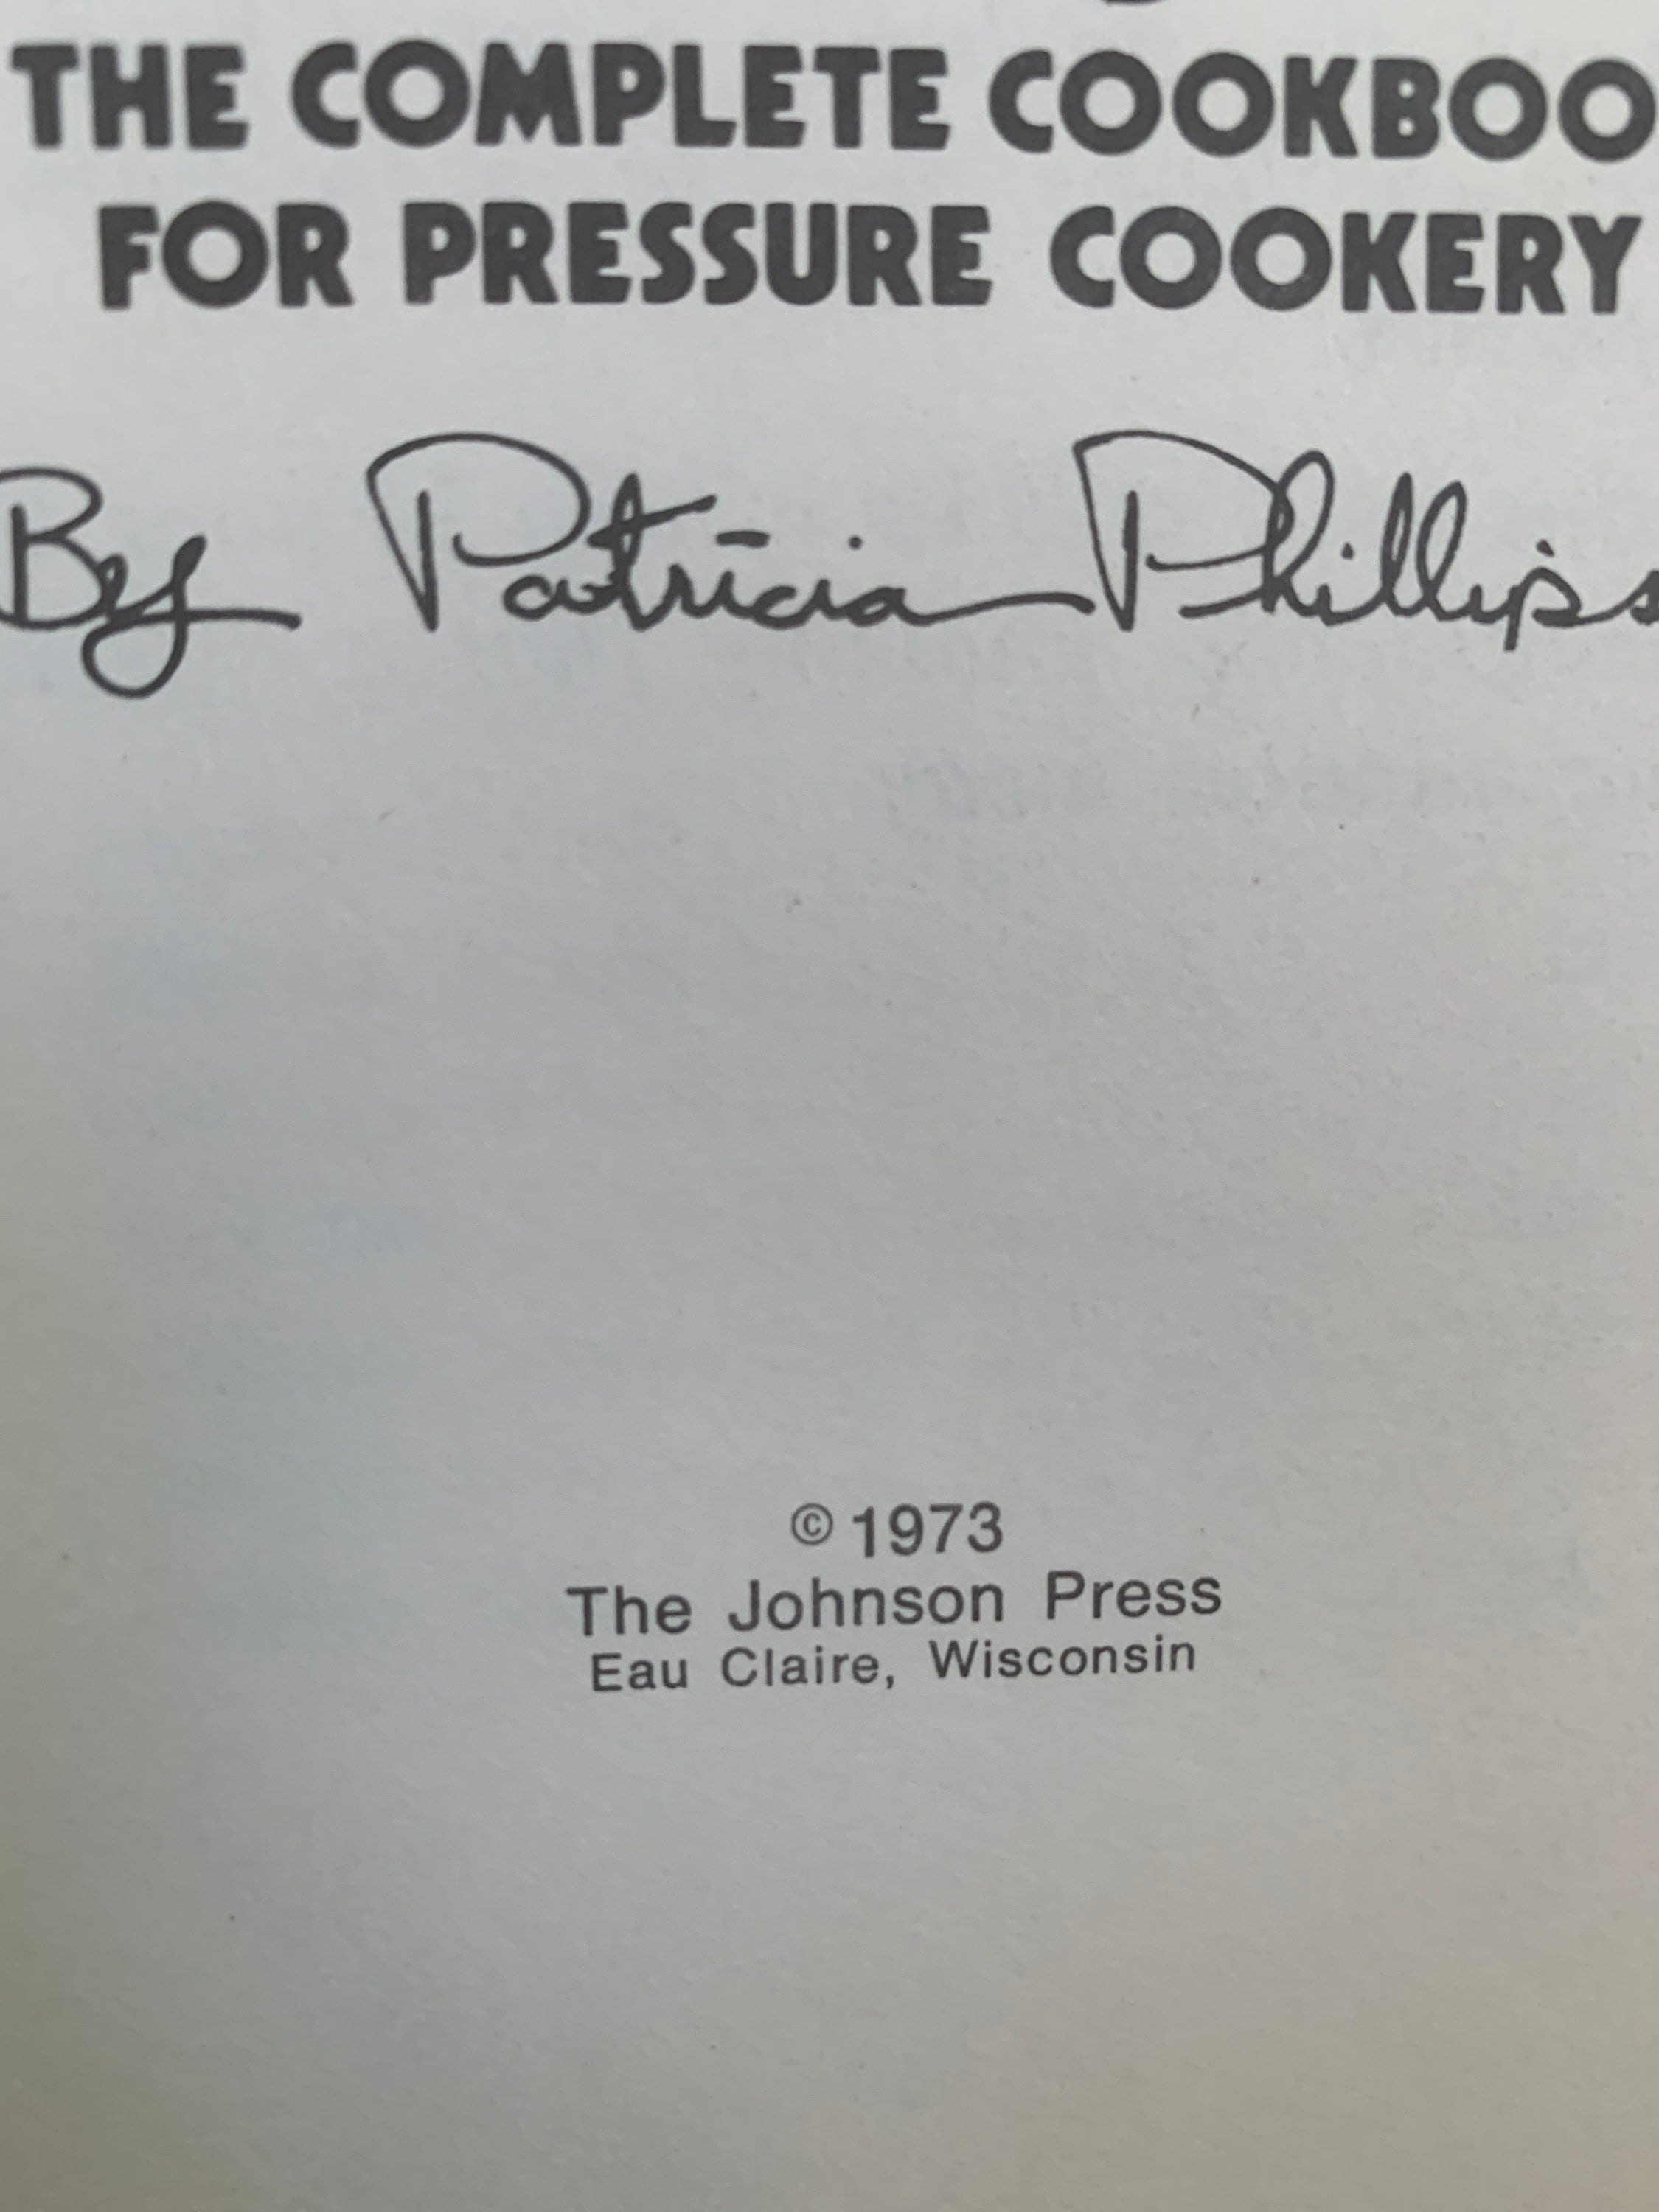 THE COMPLETE COOKBOO
FOR PRESSURE COOKERY
By Patricia Phillips
© 1973
The Johnson Press
Eau Claire, Wisconsin